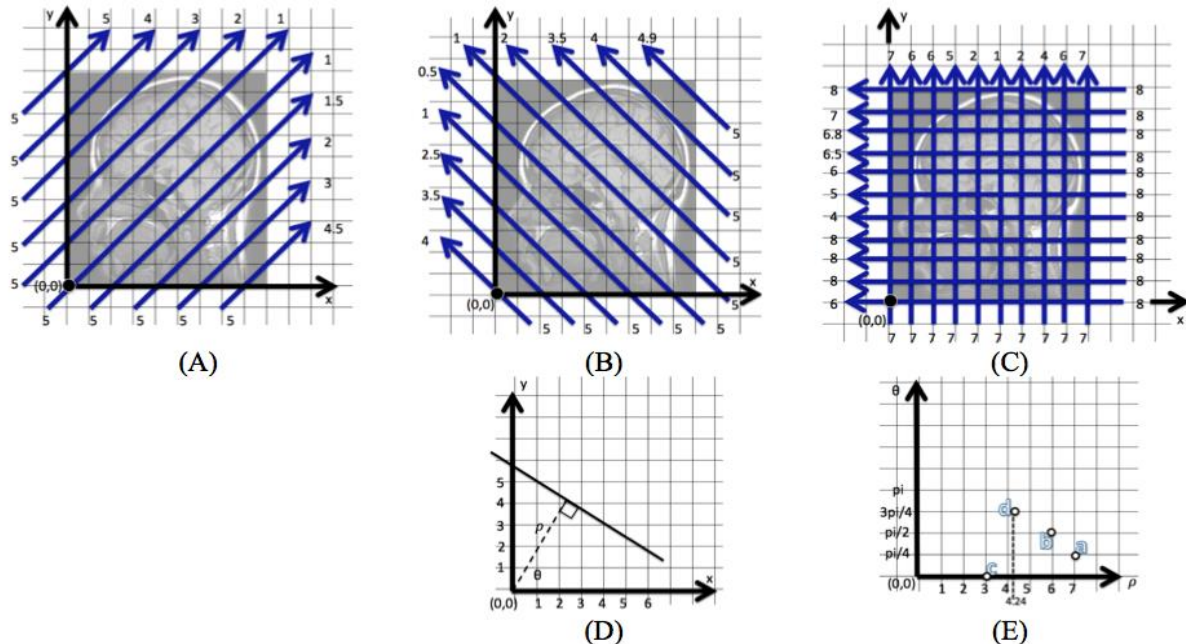 y 5 4 3 2 1
1
1.5
2
3
4.5
5
5
5
5
5
(0,0) x
5 5 5 5 5
(A)
y 1 2 3.5 4 4.9
0.5
1
2.5
3.5
4
5
5
5
5
5
(0,0) x
5 5 5 5 5
(B)
y
7 6 6 5 2 1 2 4 6 7
8 8
7 8
6.8 8
6.5 8
6 8
5 8
4 8
8 8
8 8
8 8
6 8
(0,0) x
7 7 7 7 7 7 7 7 7 7
(C)
y
5
4
3
2
1
ρ
θ
x
(0,0) 1 2 3 4 5 6
(D)
θ
pi
3pi/4 d
pi/2 b
pi/4 a
c
(0,0) 1 2 3 4 5 6 7 ρ
4.24
(E)